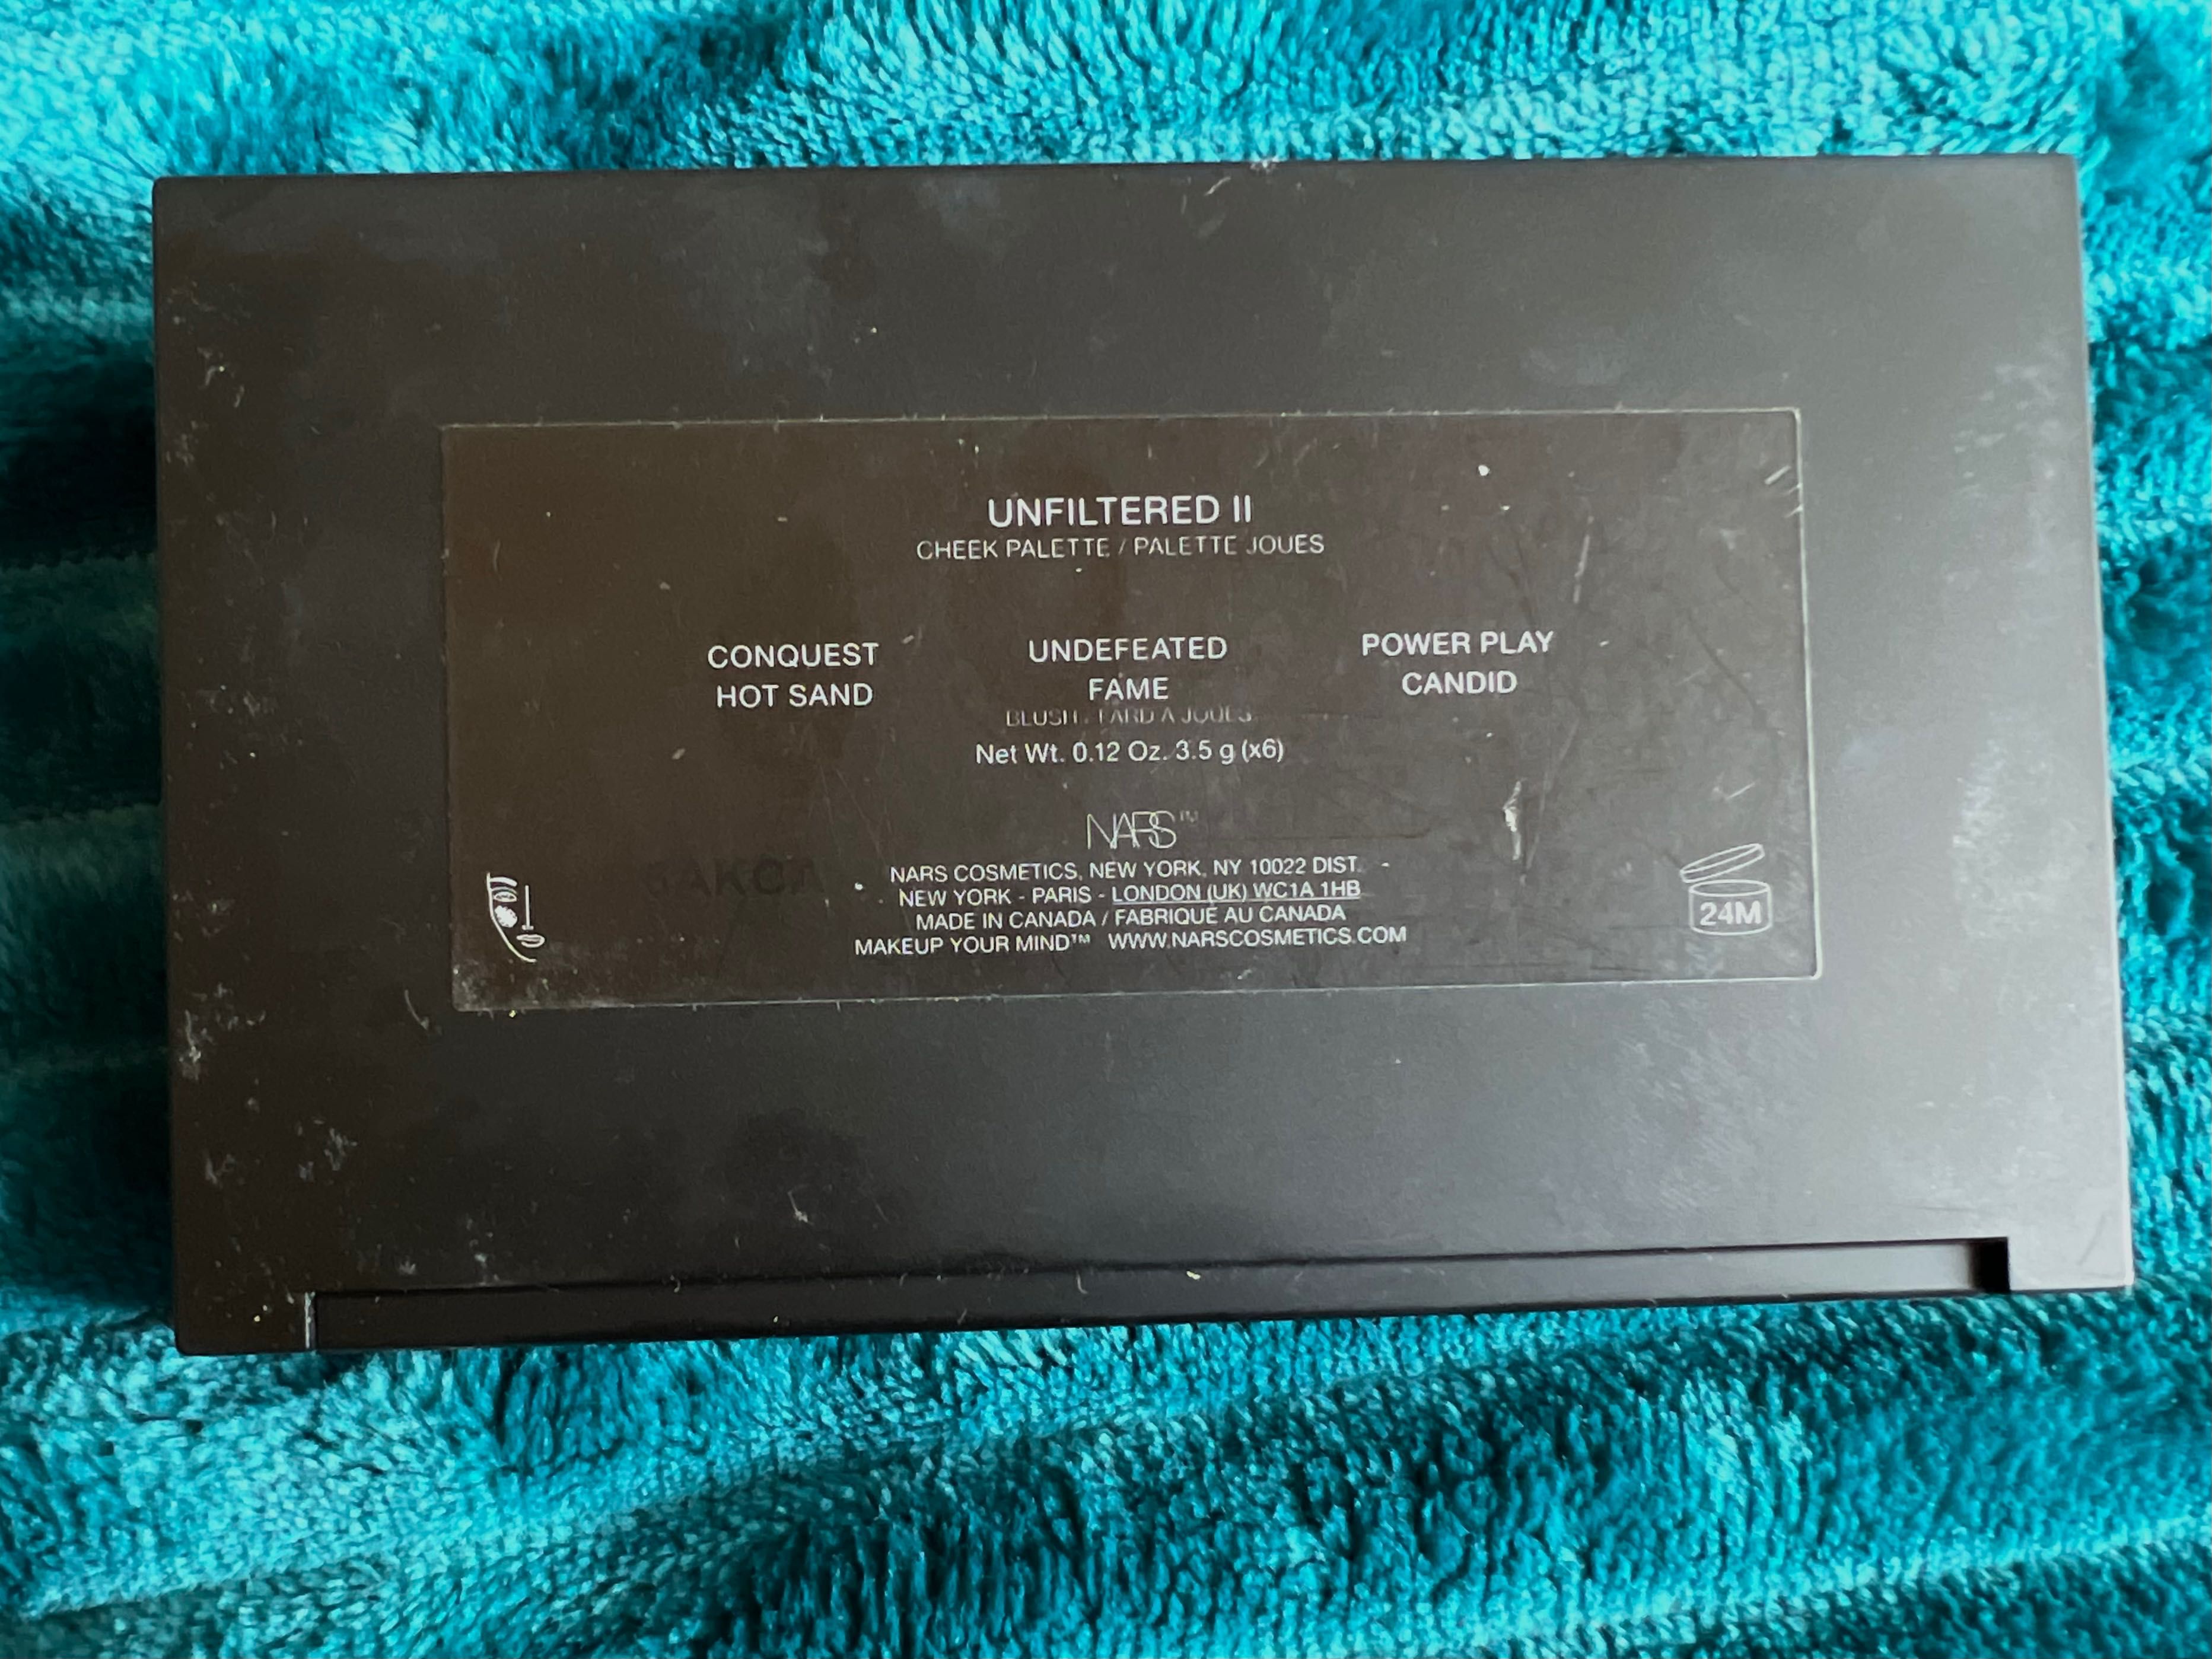 UNFILTERED II
CHEEK PALETTE / PALETTE JOUES
CONQUEST UNDEFEATED POWER PLAY
HOT SAND FAME CANDID
BLUSH
Net Wt. 0.12 Oz. 3.5 g (x6)
NARS™
NARS COSMETICS, NEW YORK, NY 10022 DIST.
NEW YORK - PARIS - LONDON (UK) WC1A 1HB
MADE IN CANADA / FABRIQUÉ AU CANADA
MAKEUP YOUR MIND™ WWW.NARSCOSMETICS.COM
24M